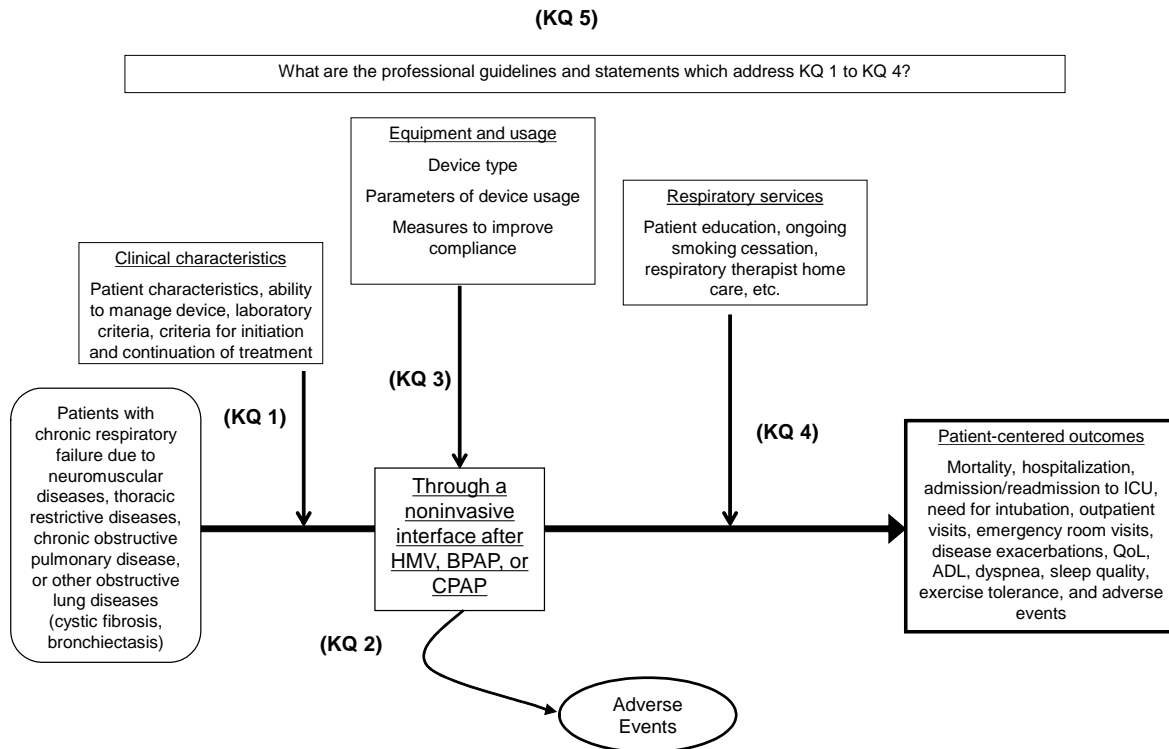 (KQ 5)
What are the professional guidelines and statements which address KQ 1 to KQ 4?
Equipment and usage
Device type
Parameters of device usage
Measures to improve
compliance
Respiratory services
Patient education, ongoing
smoking cessation,
respiratory therapist home
care, etc.
Clinical characteristics
Patient characteristics, ability
to manage device, laboratory
criteria, criteria for initiation
and continuation of treatment
(KQ 3)
(KQ 1)
(KQ 4)
Patients with
chronic respiratory
failure due to
neuromuscular
diseases, thoracic
restrictive diseases,
chronic obstructive
pulmonary disease,
or other obstructive
lung diseases
(cystic fibrosis,
bronchiectasis)
Through a
noninvasive
interface after
HMV, BPAP, or
CPAP
Patient-centered outcomes
Mortality, hospitalization,
admission/readmission to ICU,
need for intubation, outpatient
visits, emergency room visits,
disease exacerbations, QoL,
ADL, dyspnea, sleep quality,
exercise tolerance, and adverse
events
(KQ 2)
Adverse
Events